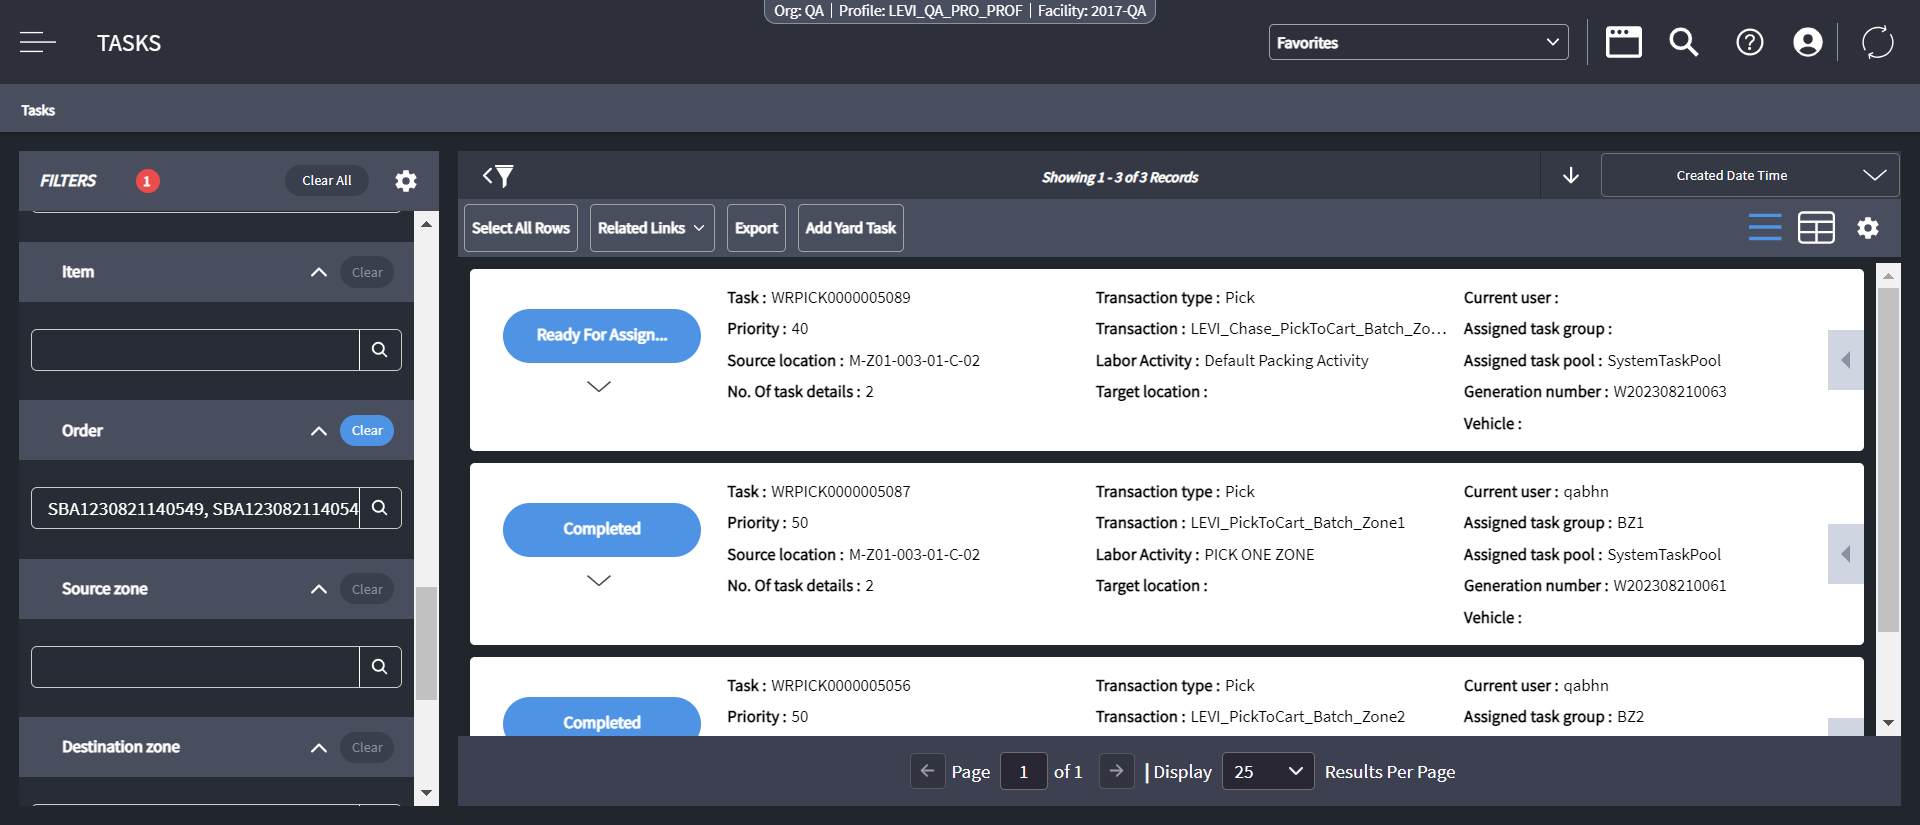 Org: QA | Profile: LEVI_QA_PRO_PROF | Facility: 2017-QA
TASKS
Favorites
Tasks
FILTERS 1 Clear All
Item Clear
Order Clear
SBA1230821140549, SBA123082114054
Source zone Clear
Destination zone Clear
Showing 1 - 3 of 3 Records
Created Date Time
Select All Rows Related Links Export Add Yard Task
Ready For Assign...
Task : WRPICK0000005089
Priority : 40
Source location : M-Z01-003-01-C-02
No. Of task details : 2
Transaction type : Pick
Transaction : LEVI_Chase_PickToCart_Batch_Zo...
Labor Activity : Default Packing Activity
Target location :
Current user :
Assigned task group :
Assigned task pool : SystemTaskPool
Generation number : W202308210063
Vehicle :
Completed
Task : WRPICK0000005087
Priority : 50
Source location : M-Z01-003-01-C-02
No. Of task details : 2
Transaction type : Pick
Transaction : LEVI_PickToCart_Batch_Zone1
Labor Activity : PICK ONE ZONE
Target location :
Current user : qabhn
Assigned task group : BZ1
Assigned task pool : SystemTaskPool
Generation number : W202308210061
Vehicle :
Completed
Task : WRPICK0000005056
Priority : 50
Transaction type : Pick
Transaction : LEVI_PickToCart_Batch_Zone2
Current user : qabhn
Assigned task group : BZ2
Page 1 of 1 | Display 25 Results Per Page